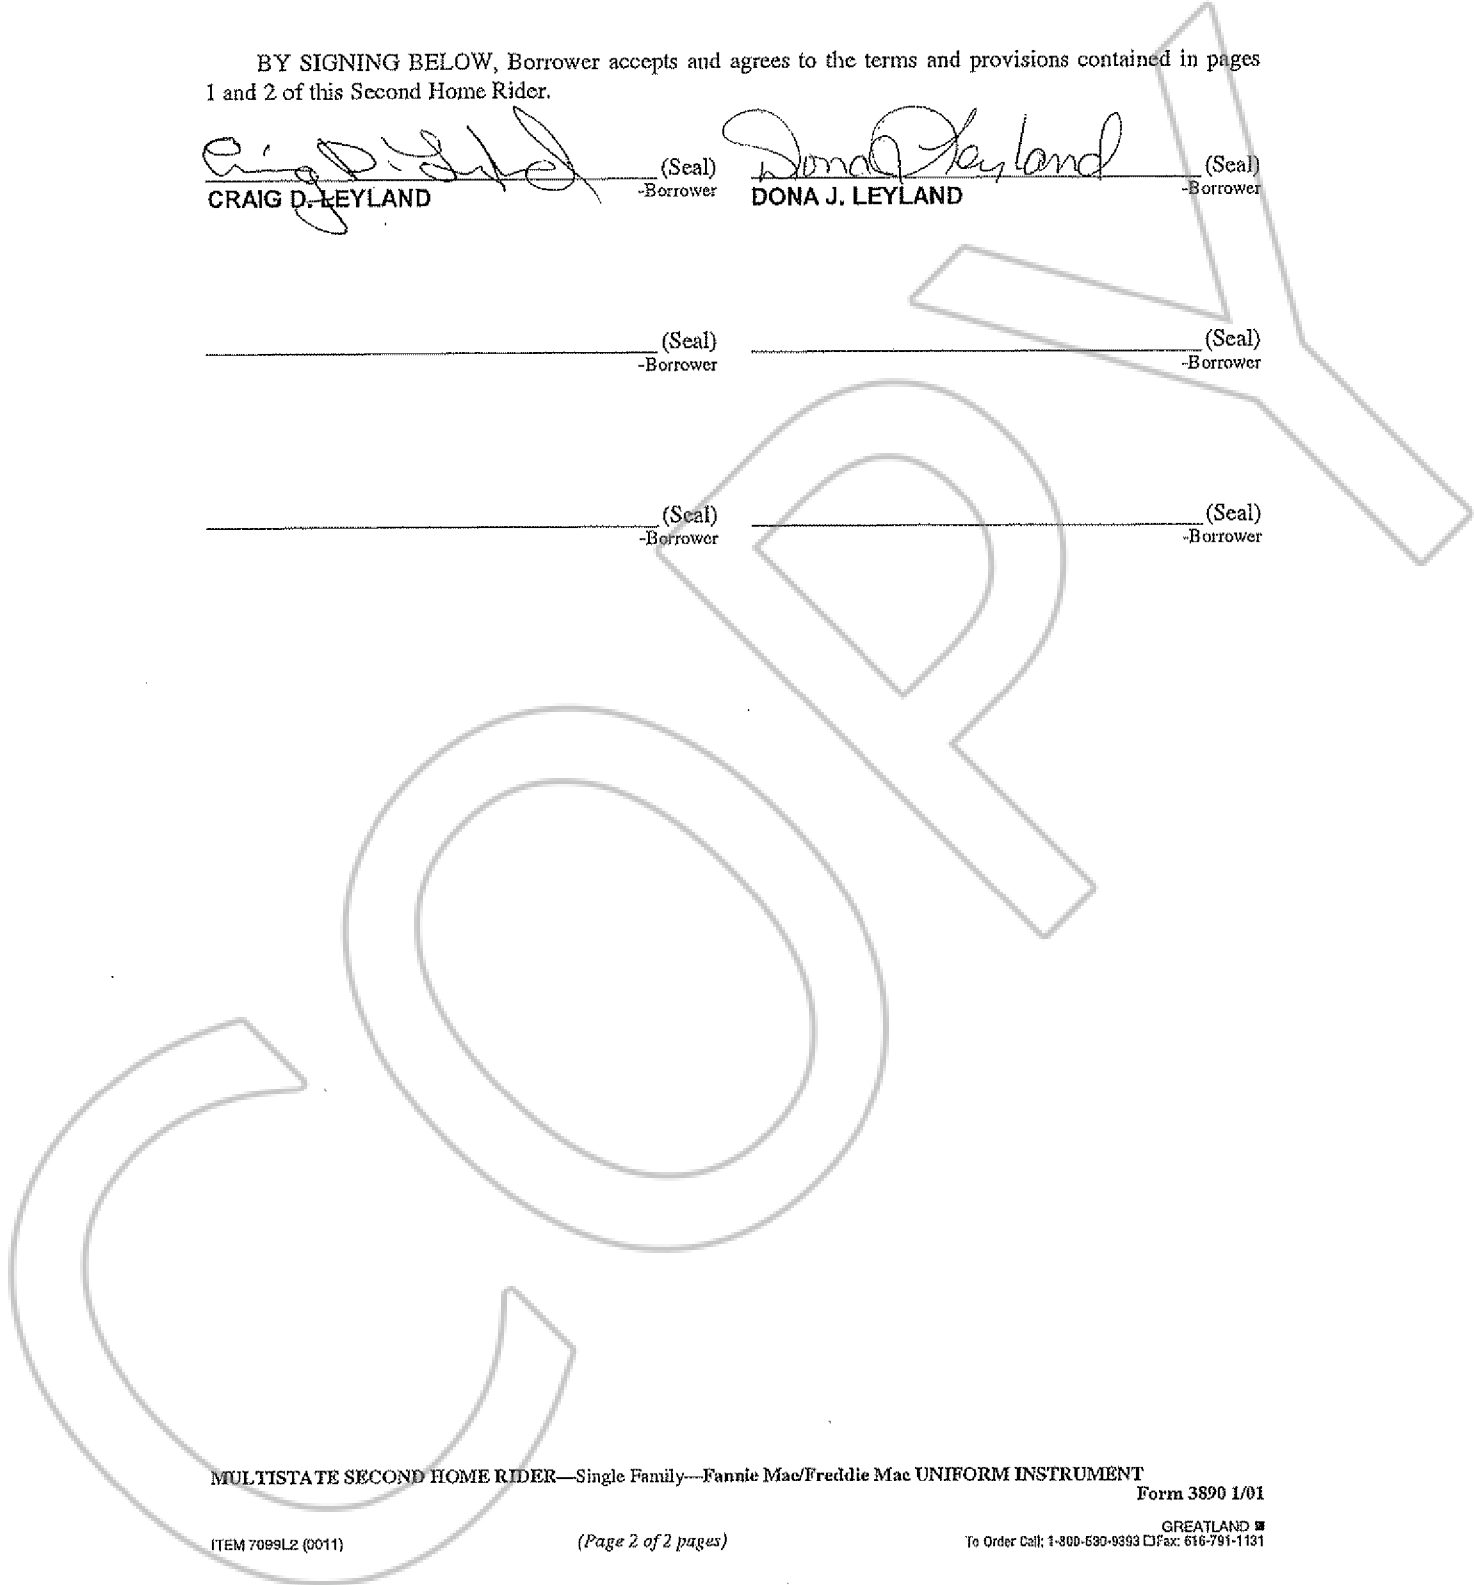 BY SIGNING BELOW, Borrower accepts and agrees to the terms and provisions contained in pages
1 and 2 of this Second Home Rider.
Craig D. Leyland (Seal) Dona J Leyland (Seal)
CRAIG D. LEYLAND -Borrower DONA J. LEYLAND -Borrower
(Seal) (Seal)
-Borrower -Borrower
(Seal) (Seal)
-Borrower -Borrower
COPY
MULTISTATE SECOND HOME RIDER—Single Family—Fannie Mae/Freddie Mac UNIFORM INSTRUMENT
Form 3890 1/01
GREATLAND
ITEM 7099L2 (0011) (Page 2 of 2 pages) To Order Call: 1-800-530-9393 Fax: 616-791-1131